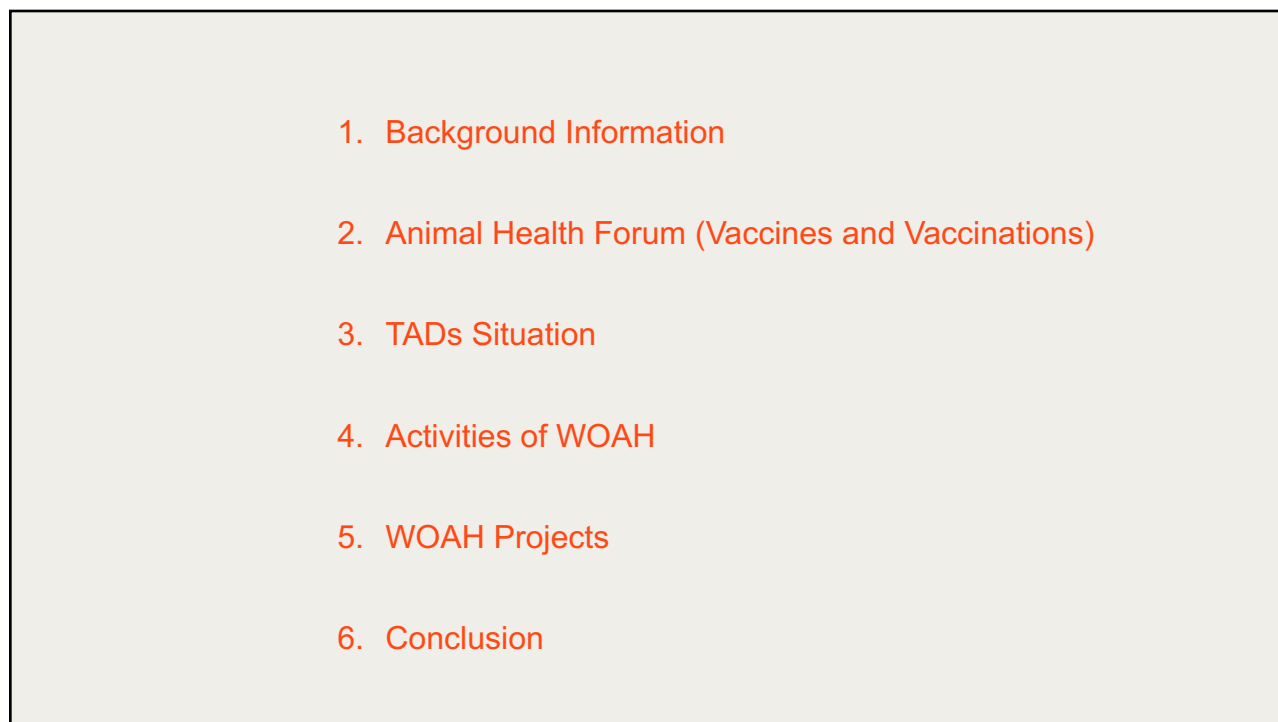 1. Background Information
2. Animal Health Forum (Vaccines and Vaccinations)
3. TADs Situation
4. Activities of WOAH
5. WOAH Projects
6. Conclusion